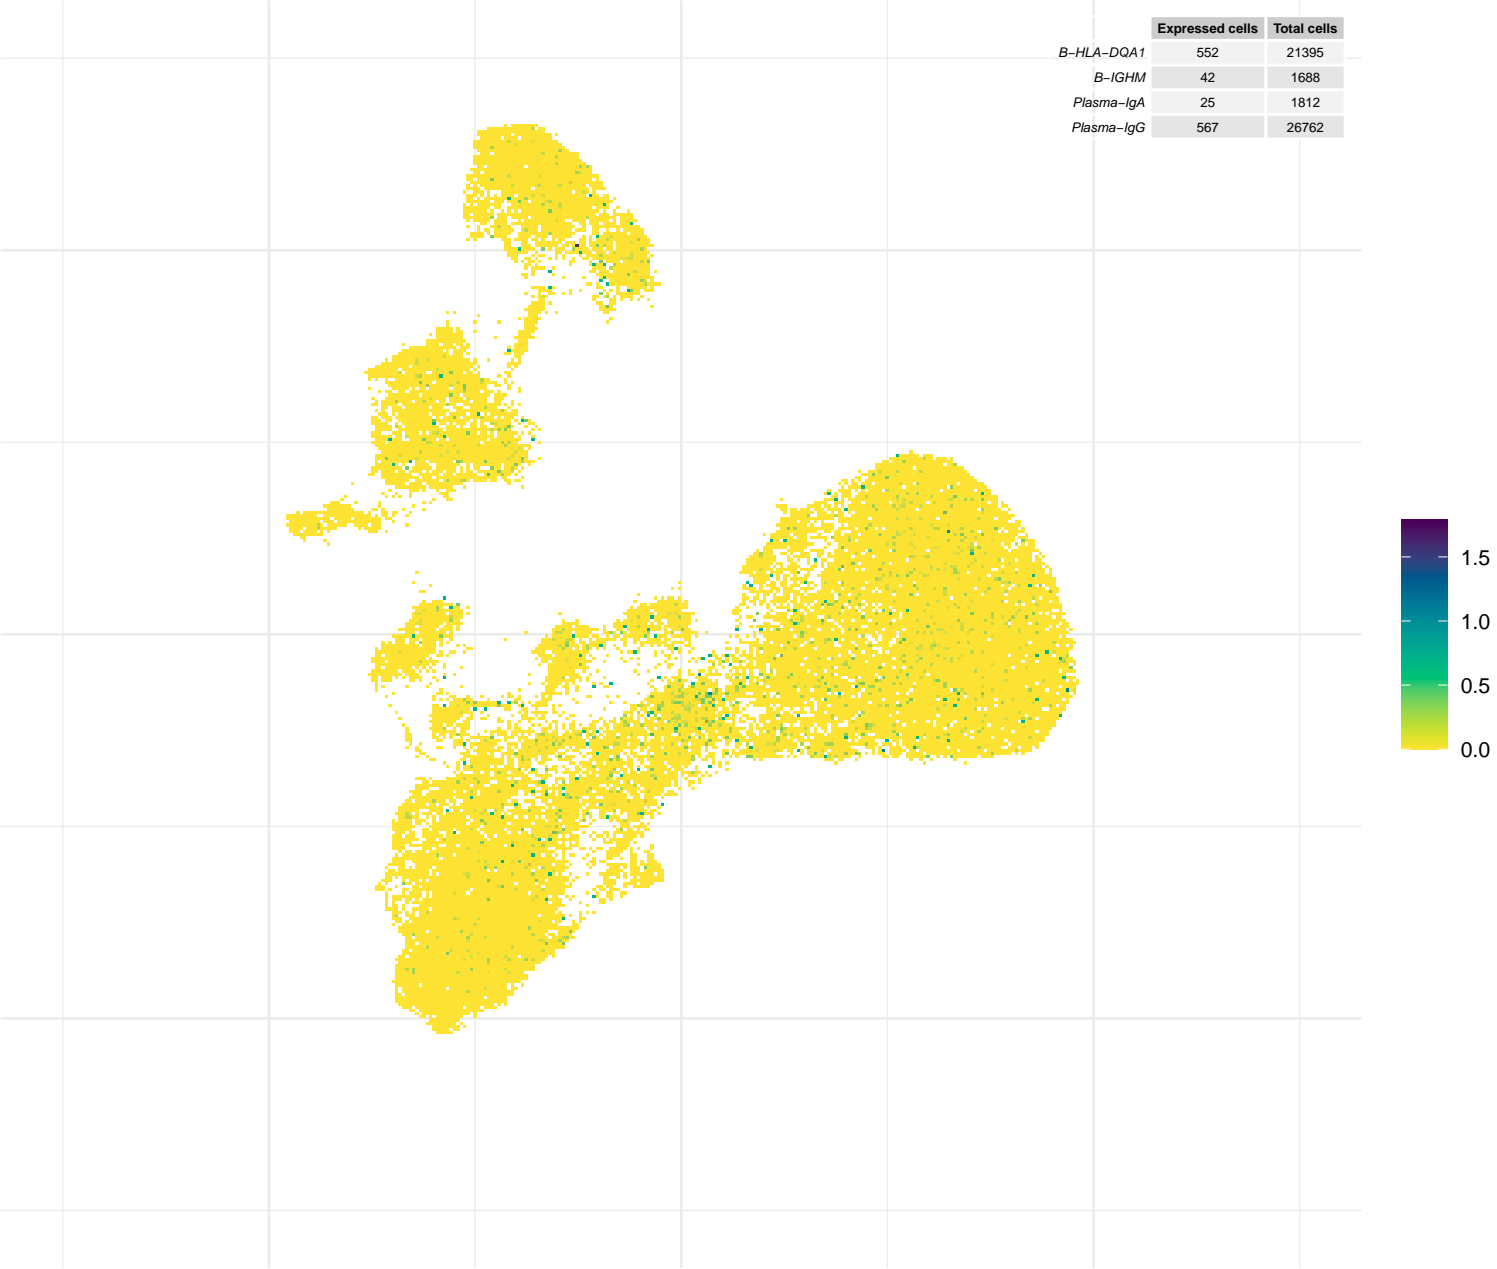 Expressed cells Total cells
B−HLA−DQA1 552 21395
B−IGHM 42 1688
Plasma−IgA 25 1812
Plasma−IgG 567 26762
1.5
1.0
0.5
0.0